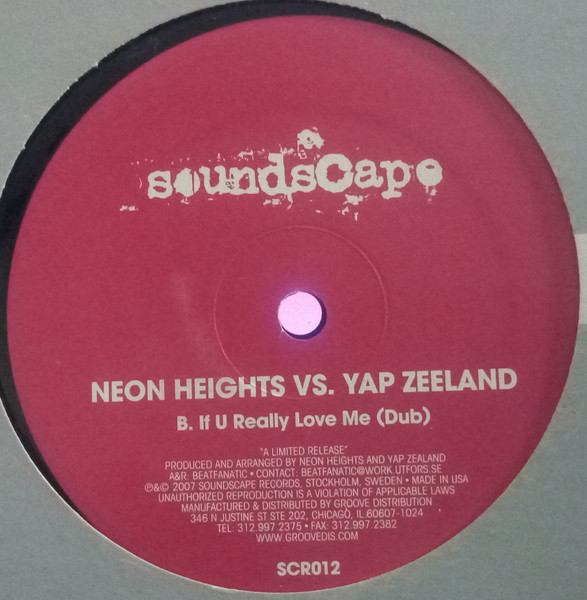 soundscape
NEON HEIGHTS VS. YAP ZEELAND
B. If U Really Love Me (Dub)
"A LIMITED RELEASE"
PRODUCED AND ARRANGED BY NEON HEIGHTS AND YAP ZEALAND
A&R. BEATFANATIC • CONTACT: BEATFANATIC@WORK.UTFORS.SE
℗&© 2007 SOUNDSCAPE RECORDS, STOCKHOLM, SWEDEN • MADE IN USA
UNAUTHORIZED REPRODUCTION IS A VIOLATION OF APPLICABLE LAWS
MANUFACTURED & DISTRIBUTED BY GROOVE DISTRIBUTION
346 N JUSTINE ST STE 202, CHICAGO, IL 60607-1024
TEL: 312.997.2375 • FAX: 312.997.2382
WWW.GROOVEDIS.COM
SCR012